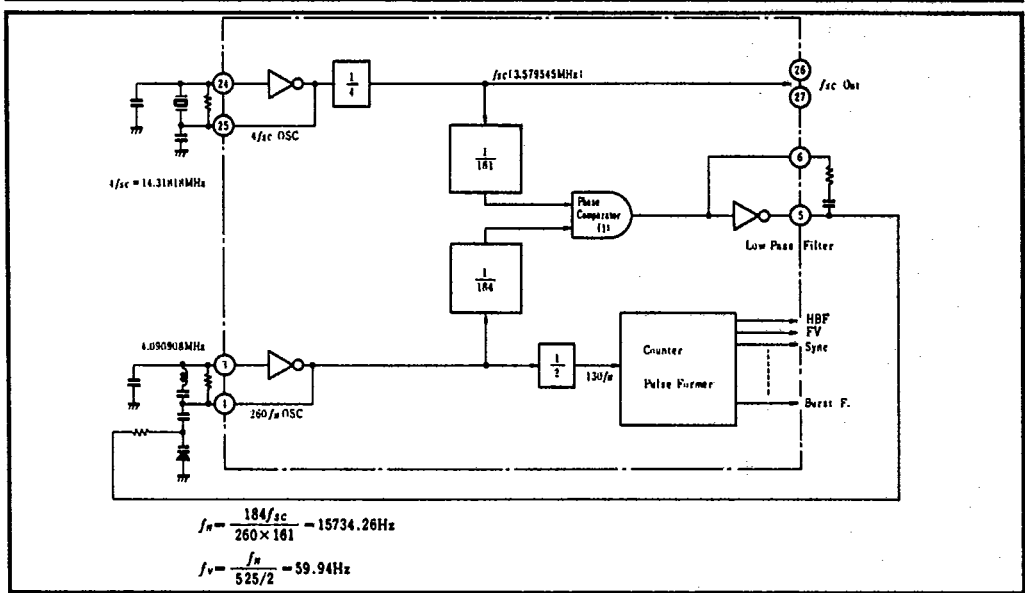 24
1
4
fsc(3.579545MHz)
26
27
fsc Out
25
4fsc OSC
4fsc=14.31818MHz
1
161
6
Phase
Comparator
(1)
5
Low Pass Filter
1
184
4.090908MHz
3
1
2
130fH
Counter
Pulse Former
HBF
FV
Sync
Burst F.
4
260fH OSC
fH= 184fSC / 260×161 =15734.26Hz
fV= fH / 525/2 =59.94Hz